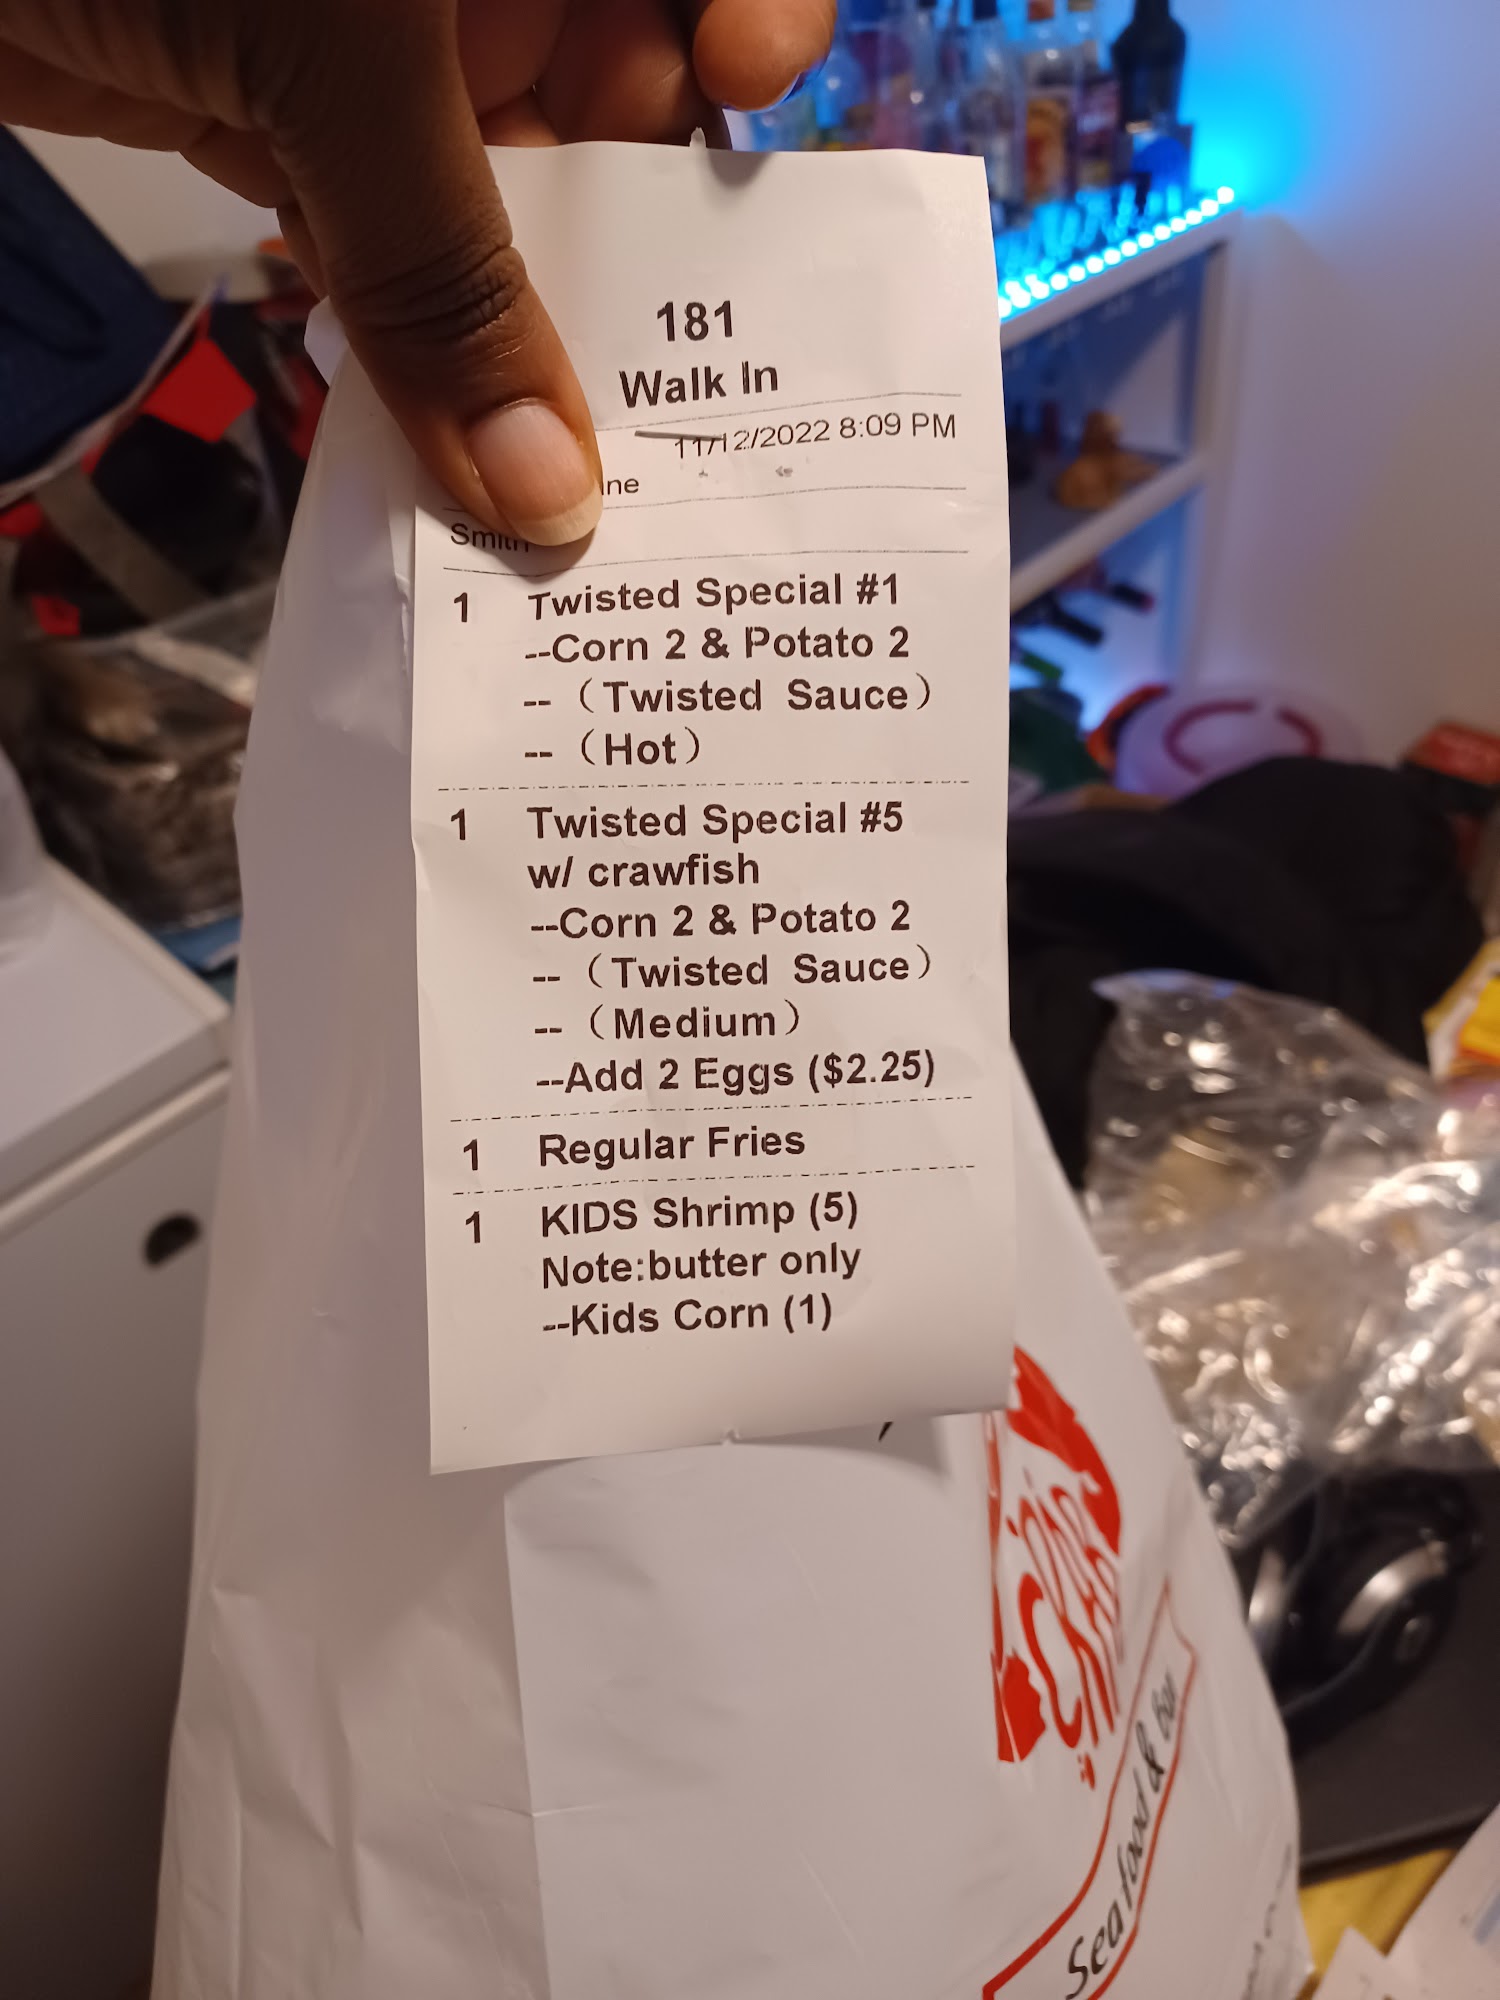 181
Walk In
11/12/2022 8:09 PM
Smith
1 Twisted Special #1
--Corn 2 & Potato 2
-- (Twisted Sauce)
-- (Hot)
1 Twisted Special #5
w/ crawfish
--Corn 2 & Potato 2
-- (Twisted Sauce)
-- (Medium)
--Add 2 Eggs ($2.25)
1 Regular Fries
1 KIDS Shrimp (5)
Note:butter only
--Kids Corn (1)
Seafood & Bar